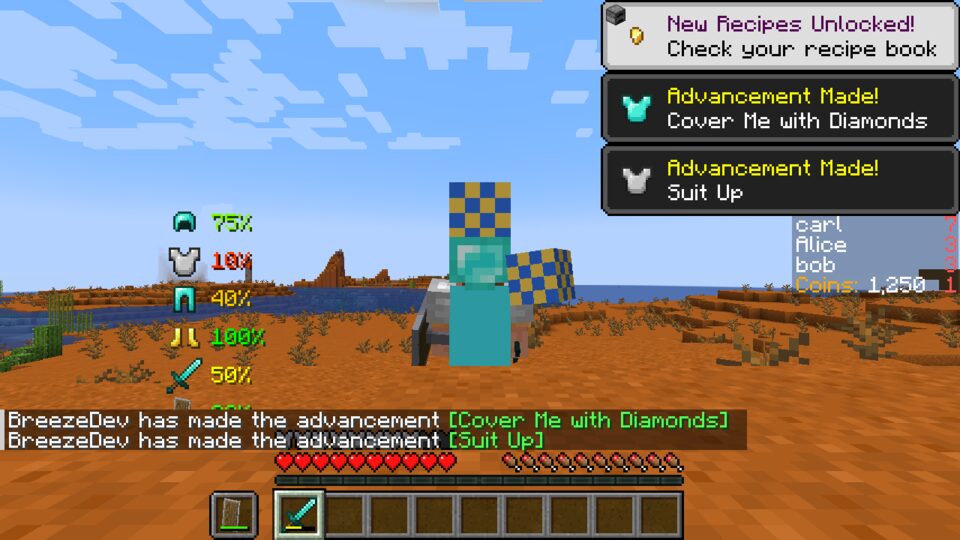 New Recipes Unlocked!
Check your recipe book
Advancement Made!
Cover Me with Diamonds
Advancement Made!
Suit Up
carl
Alice
bob
Coins: 1,250 1
75%
10%
40%
100%
50%
BreezeDev has made the advancement [Cover Me with Diamonds]
BreezeDev has made the advancement [Suit Up]